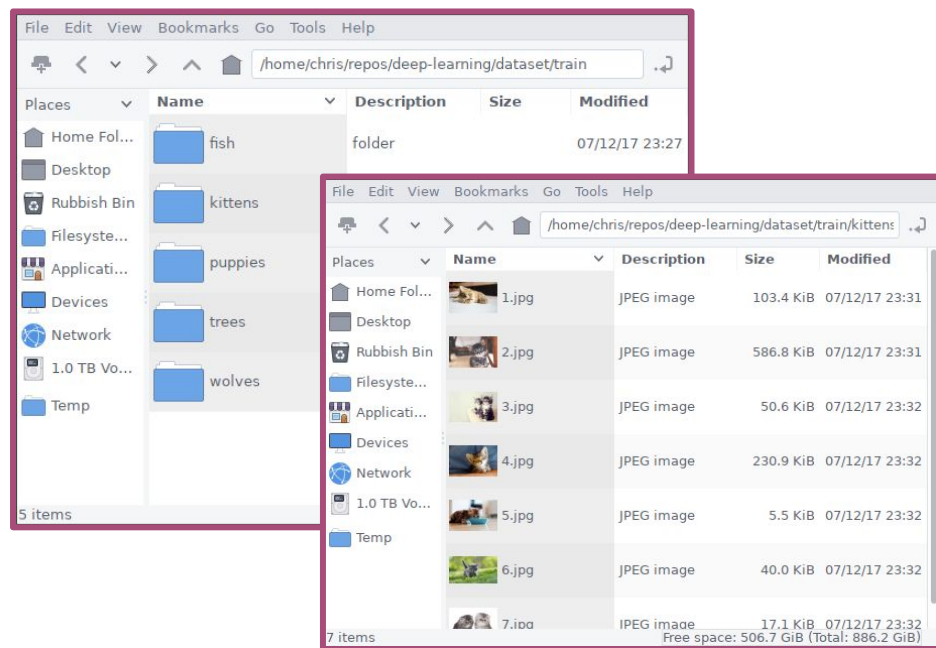 File Edit View Bookmarks Go Tools Help
/home/chris/repos/deep-learning/dataset/train
Places Name Description Size Modified
Home Fol... fish folder 07/12/17 23:27
Desktop
Rubbish Bin kittens
Filesyste...
Applicati... puppies
Devices
Network trees
1.0 TB Vo... wolves
Temp
5 items
File Edit View Bookmarks Go Tools Help
/home/chris/repos/deep-learning/dataset/train/kittens
Places Name Description Size Modified
Home Fol... 1.jpg JPEG image 103.4 KiB 07/12/17 23:31
Desktop
Rubbish Bin 2.jpg JPEG image 586.8 KiB 07/12/17 23:31
Filesyste...
Applicati... 3.jpg JPEG image 50.6 KiB 07/12/17 23:32
Devices
Network 4.jpg JPEG image 230.9 KiB 07/12/17 23:32
1.0 TB Vo... 5.jpg JPEG image 5.5 KiB 07/12/17 23:32
Temp
6.jpg JPEG image 40.0 KiB 07/12/17 23:32
7.jpg JPEG image 17.1 KiB 07/12/17 23:32
7 items Free space: 506.7 GiB (Total: 886.2 GiB)